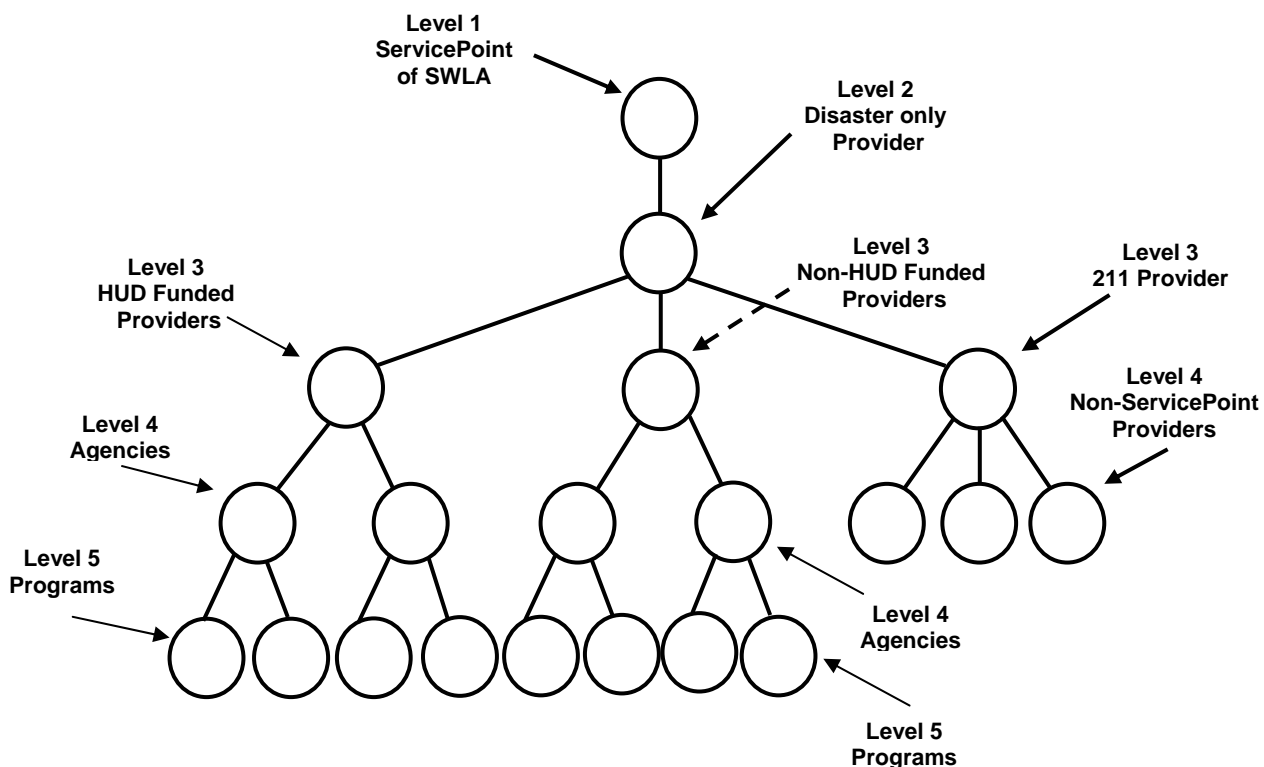 Level 1
ServicePoint
of SWLA
Level 2
Disaster only
Provider
Level 3
HUD Funded
Providers
Level 3
Non-HUD Funded
Providers
Level 3
211 Provider
Level 4
Non-ServicePoint
Providers
Level 4
Agencies
Level 5
Programs
Level 4
Agencies
Level 5
Programs